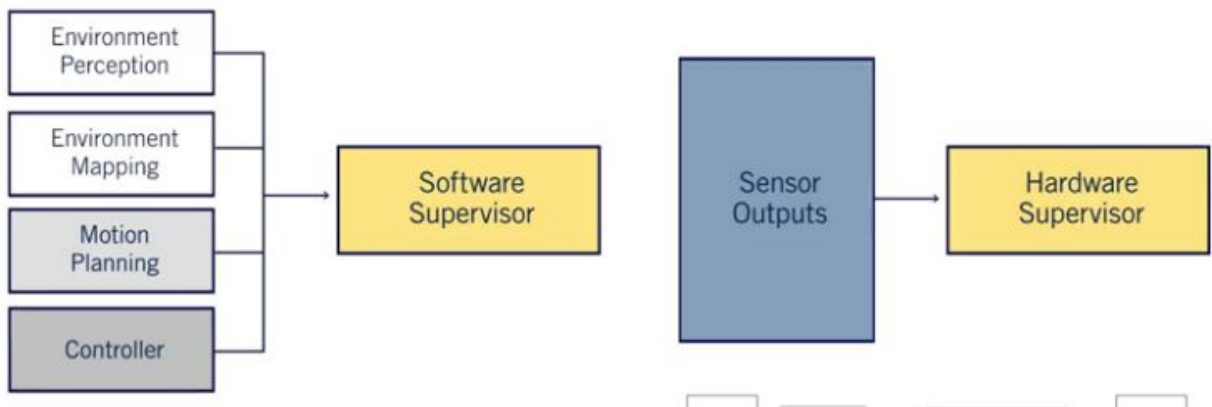 Environment
Perception
Environment
Mapping
Motion
Planning
Controller
Software
Supervisor
Sensor
Outputs
Hardware
Supervisor